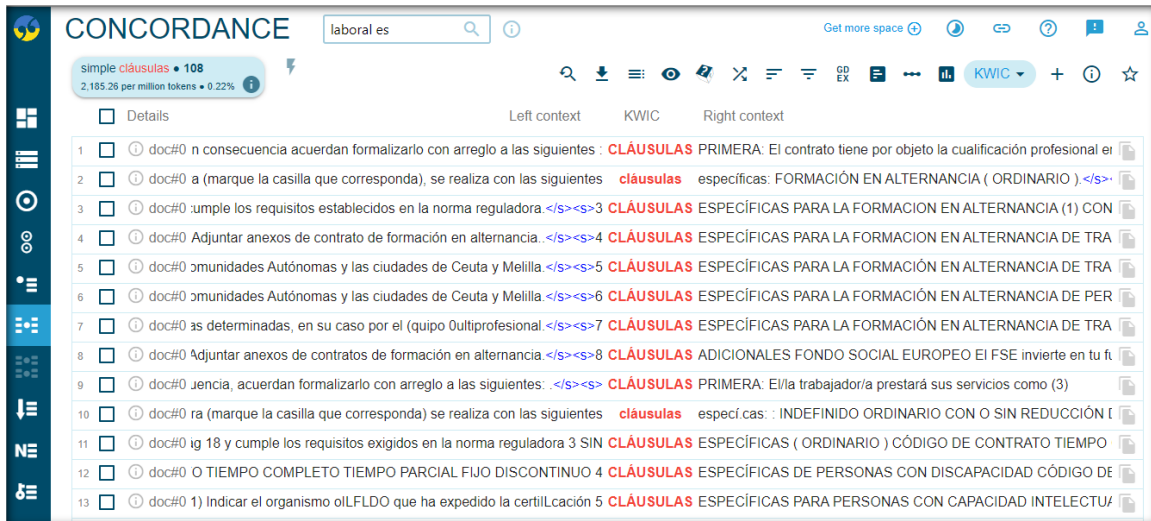 CONCORDANCE laboral es Get more space
simple cláusulas • 108
2,185.26 per million tokens • 0.22%
GD EX KWIC
Details Left context KWIC Right context
1 doc#0 n consecuencia acuerdan formalizarlo con arreglo a las siguientes : CLÁUSULAS PRIMERA: El contrato tiene por objeto la cualificación profesional
2 doc#0 a (marque la casilla que corresponda), se realiza con las siguientes cláusulas específicas: FORMACIÓN EN ALTERNANCIA ( ORDINARIO ).</s><
3 doc#0 cumple los requisitos establecidos en la norma reguladora.</s><s>3 CLÁUSULAS ESPECÍFICAS PARA LA FORMACION EN ALTERNANCIA (1) CON
4 doc#0 Adjuntar anexos de contrato de formación en alternancia..</s><s>4 CLÁUSULAS ESPECÍFICAS PARA LA FORMACION EN ALTERNANCIA DE TRA
5 doc#0 omunidades Autónomas y las ciudades de Ceuta y Melilla.</s><s>5 CLÁUSULAS ESPECÍFICAS PARA LA FORMACIÓN EN ALTERNANCIA DE TRA
6 doc#0 omunidades Autónomas y las ciudades de Ceuta y Melilla.</s><s>6 CLÁUSULAS ESPECÍFICAS PARA LA FORMACIÓN EN ALTERNANCIA DE PER
7 doc#0 as determinadas, en su caso por el (quipo 0ultiprofesional.</s><s>7 CLÁUSULAS ESPECÍFICAS PARA LA FORMACIÓN EN ALTERNANCIA DE TRA
8 doc#0 Adjuntar anexos de contratos de formación en alternancia.</s><s>8 CLÁUSULAS ADICIONALES FONDO SOCIAL EUROPEO El FSE invierte en tu
9 doc#0 uencia, acuerdan formalizarlo con arreglo a las siguientes: .</s><s> CLÁUSULAS PRIMERA: El/la trabajador/a prestará sus servicios como (3)
10 doc#0 ra (marque la casilla que corresponda) se realiza con las siguientes cláusulas especí.cas: : INDEFINIDO ORDINARIO CON O SIN REDUCCIÓN
11 doc#0 ag 18 y cumple los requisitos exigidos en la norma reguladora 3 SIN CLÁUSULAS ESPECÍFICAS ( ORDINARIO ) CÓDIGO DE CONTRATO TIEMPO
12 doc#0 O TIEMPO COMPLETO TIEMPO PARCIAL FIJO DISCONTINUO 4 CLÁUSULAS ESPECÍFICAS DE PERSONAS CON DISCAPACIDAD CÓDIGO DE
13 doc#0 1) Indicar el organismo oILFLDO que ha expedido la certiILcación 5 CLÁUSULAS ESPECÍFICAS PARA PERSONAS CON CAPACIDAD INTELECTUA